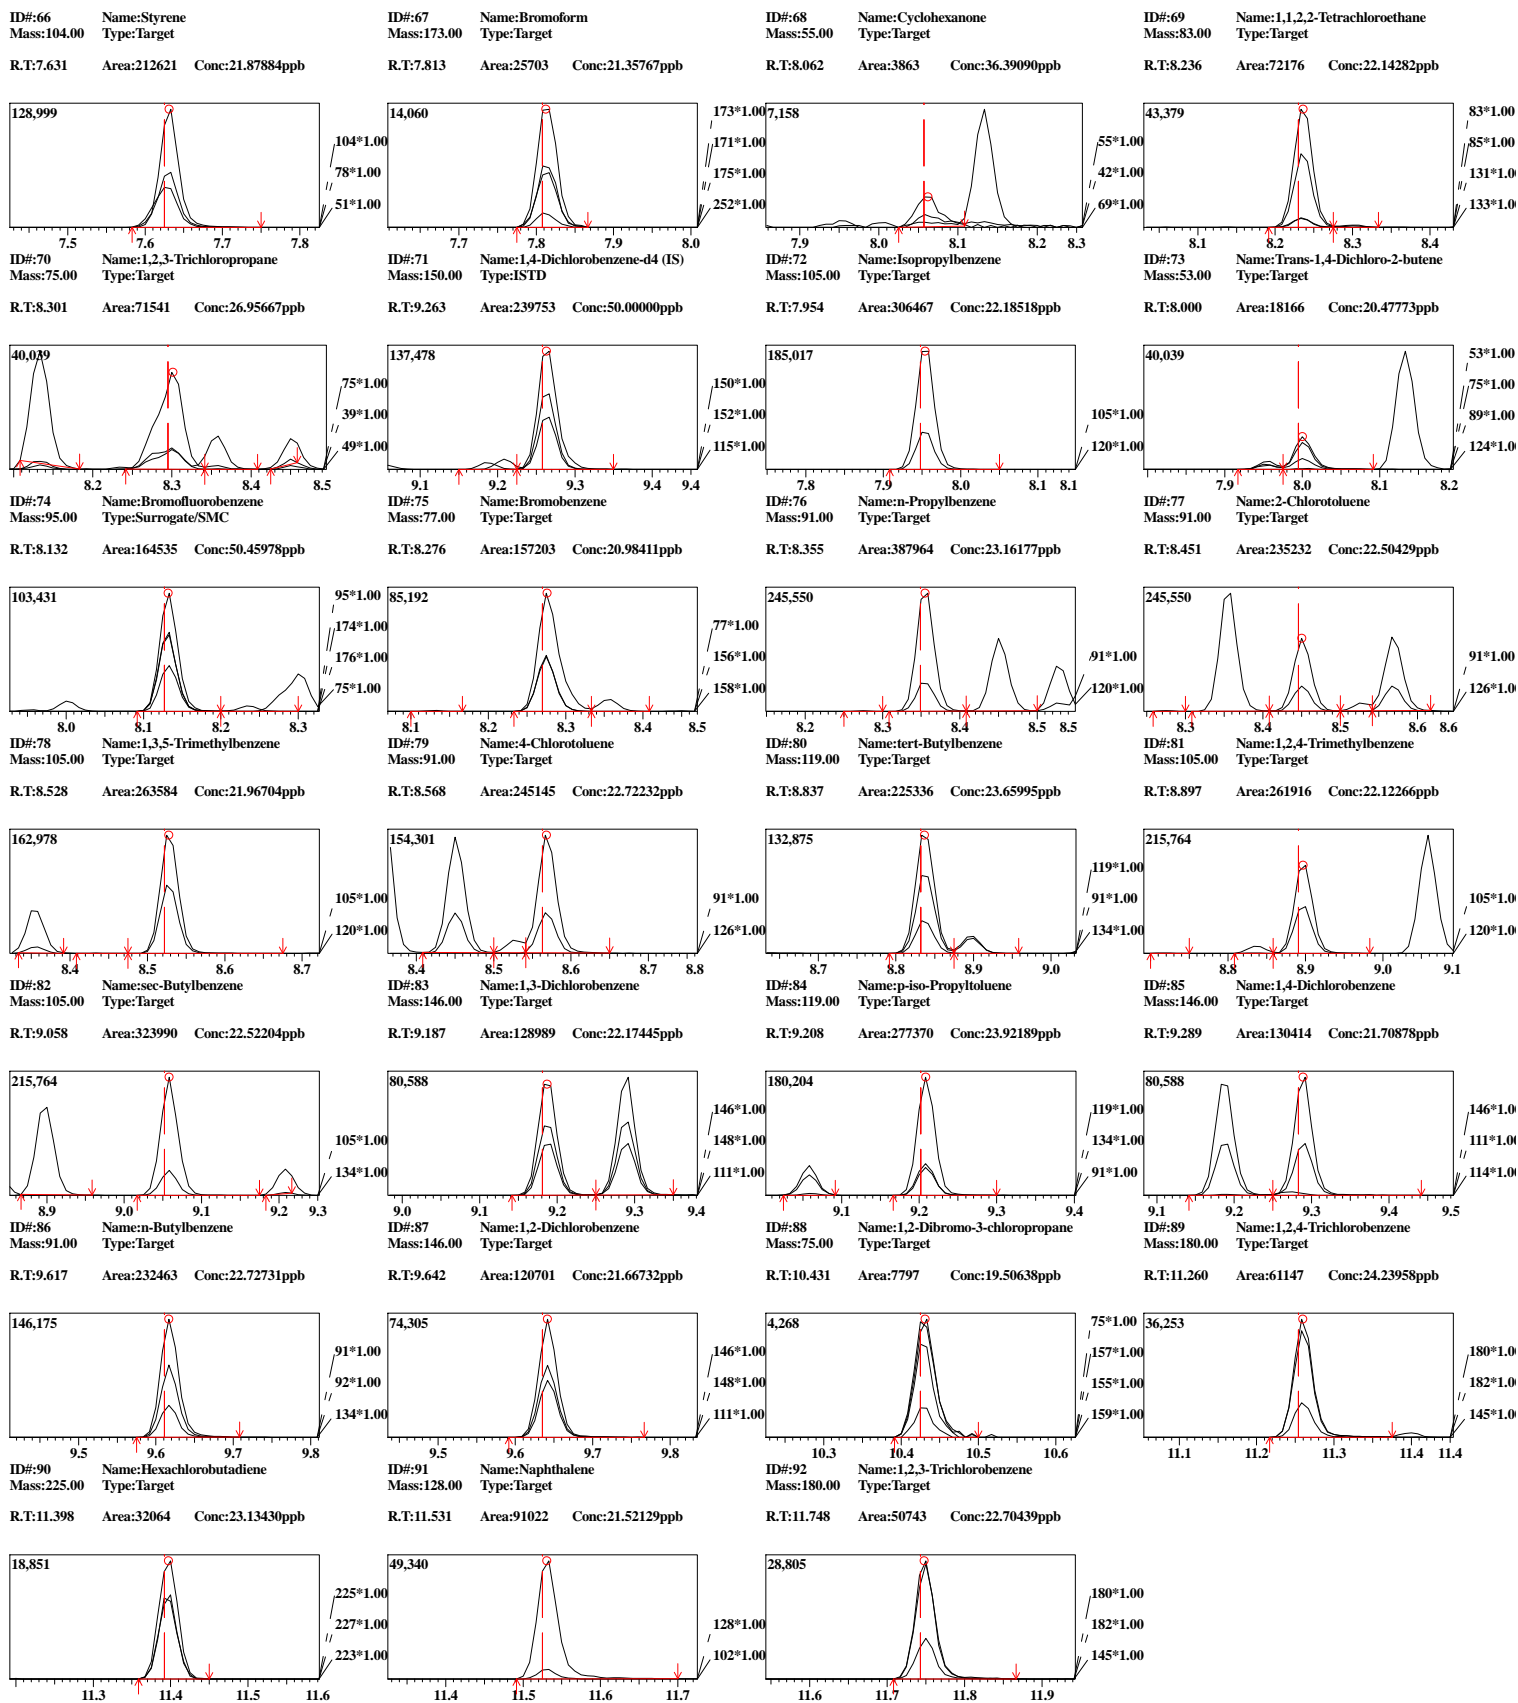 ID#:66 Name:Styrene
Mass:104.00 Type:Target
R.T:7.631 Area:212621 Conc:21.87884ppb
128,999
104*1.00
78*1.00
51*1.00
7.5 7.6 7.7 7.8
ID#:67 Name:Bromoform
Mass:173.00 Type:Target
R.T:7.813 Area:25703 Conc:21.35767ppb
14,060
173*1.00
171*1.00
175*1.00
252*1.00
7.7 7.8 7.9 8.0
ID#:68 Name:Cyclohexanone
Mass:55.00 Type:Target
R.T:8.062 Area:3863 Conc:36.39090ppb
7,158
55*1.00
42*1.00
69*1.00
7.9 8.0 8.1 8.2 8.3
ID#:69 Name:1,1,2,2-Tetrachloroethane
Mass:83.00 Type:Target
R.T:8.236 Area:72176 Conc:22.14282ppb
43,379
83*1.00
85*1.00
131*1.00
133*1.00
8.2 8.3 8.4
ID#:70 Name:1,2,3-Trichloropropane
Mass:75.00 Type:Target
R.T:8.301 Area:71541 Conc:26.95667ppb
40,039
75*1.00
39*1.00
49*1.00
8.2 8.3 8.4 8.5
ID#:71 Name:1,4-Dichlorobenzene-d4 (IS)
Mass:150.00 Type:ISTD
R.T:9.263 Area:239753 Conc:50.00000ppb
137,478
150*1.00
152*1.00
115*1.00
9.1 9.2 9.3 9.4 9.4
ID#:72 Name:Isopropylbenzene
Mass:105.00 Type:Target
R.T:7.954 Area:306467 Conc:22.18518ppb
185,017
105*1.00
120*1.00
7.8 7.9 8.0 8.1 8.1
ID#:73 Name:Trans-1,4-Dichloro-2-butene
Mass:53.00 Type:Target
R.T:8.000 Area:18166 Conc:20.47773ppb
40,039
53*1.00
75*1.00
89*1.00
124*1.00
7.9 8.0 8.1 8.2
ID#:74 Name:Bromofluorobenzene
Mass:95.00 Type:Surrogate/SMC
R.T:8.132 Area:164535 Conc:50.45978ppb
103,431
95*1.00
174*1.00
176*1.00
75*1.00
8.0 8.1 8.2 8.3
ID#:75 Name:Bromobenzene
Mass:77.00 Type:Target
R.T:8.276 Area:157203 Conc:20.98411ppb
85,192
77*1.00
156*1.00
158*1.00
8.1 8.2 8.3 8.4 8.5
ID#:76 Name:n-Propylbenzene
Mass:91.00 Type:Target
R.T:8.355 Area:387964 Conc:23.16177ppb
245,550
91*1.00
120*1.00
8.2 8.3 8.4 8.5 8.5
ID#:77 Name:2-Chlorotoluene
Mass:91.00 Type:Target
R.T:8.451 Area:235232 Conc:22.50429ppb
245,550
91*1.00
126*1.00
8.3 8.4 8.5 8.6 8.6
ID#:78 Name:1,3,5-Trimethylbenzene
Mass:105.00 Type:Target
R.T:8.528 Area:263584 Conc:21.96704ppb
162,978
105*1.00
120*1.00
8.4 8.5 8.6 8.7
ID#:79 Name:4-Chlorotoluene
Mass:91.00 Type:Target
R.T:8.568 Area:245145 Conc:22.72232ppb
154,301
91*1.00
126*1.00
8.4 8.5 8.6 8.7 8.8
ID#:80 Name:tert-Butylbenzene
Mass:119.00 Type:Target
R.T:8.837 Area:225336 Conc:23.65995ppb
132,875
119*1.00
91*1.00
134*1.00
8.7 8.8 8.9 9.0
ID#:81 Name:1,2,4-Trimethylbenzene
Mass:105.00 Type:Target
R.T:8.897 Area:261916 Conc:22.12266ppb
215,764
105*1.00
120*1.00
8.8 8.9 9.0 9.1
ID#:82 Name:sec-Butylbenzene
Mass:105.00 Type:Target
R.T:9.058 Area:323990 Conc:22.52204ppb
215,764
105*1.00
134*1.00
8.9 9.0 9.1 9.2 9.3
ID#:83 Name:1,3-Dichlorobenzene
Mass:146.00 Type:Target
R.T:9.187 Area:128989 Conc:22.17445ppb
80,588
146*1.00
148*1.00
111*1.00
9.0 9.1 9.2 9.3 9.4
ID#:84 Name:p-iso-Propyltoluene
Mass:119.00 Type:Target
R.T:9.208 Area:277370 Conc:23.92189ppb
180,204
119*1.00
134*1.00
91*1.00
9.1 9.2 9.3 9.4
ID#:85 Name:1,4-Dichlorobenzene
Mass:146.00 Type:Target
R.T:9.289 Area:130414 Conc:21.70878ppb
80,588
146*1.00
111*1.00
114*1.00
9.1 9.2 9.3 9.4 9.5
ID#:86 Name:n-Butylbenzene
Mass:91.00 Type:Target
R.T:9.617 Area:232463 Conc:22.72731ppb
146,175
91*1.00
92*1.00
134*1.00
9.5 9.6 9.7 9.8
ID#:87 Name:1,2-Dichlorobenzene
Mass:146.00 Type:Target
R.T:9.642 Area:120701 Conc:21.66732ppb
74,305
146*1.00
148*1.00
111*1.00
9.5 9.6 9.7 9.8
ID#:88 Name:1,2-Dibromo-3-chloropropane
Mass:75.00 Type:Target
R.T:10.431 Area:7797 Conc:19.50638ppb
4,268
75*1.00
157*1.00
155*1.00
159*1.00
10.3 10.4 10.5 10.6
ID#:89 Name:1,2,4-Trichlorobenzene
Mass:180.00 Type:Target
R.T:11.260 Area:61147 Conc:24.23958ppb
36,253
180*1.00
182*1.00
145*1.00
11.1 11.2 11.3 11.4 11.4
ID#:90 Name:Hexachlorobutadiene
Mass:225.00 Type:Target
R.T:11.398 Area:32064 Conc:23.13430ppb
18,851
225*1.00
227*1.00
223*1.00
11.3 11.4 11.5 11.6
ID#:91 Name:Naphthalene
Mass:128.00 Type:Target
R.T:11.531 Area:91022 Conc:21.52129ppb
49,340
128*1.00
102*1.00
11.4 11.5 11.6 11.7
ID#:92 Name:1,2,3-Trichlorobenzene
Mass:180.00 Type:Target
R.T:11.748 Area:50743 Conc:22.70439ppb
28,805
180*1.00
182*1.00
145*1.00
11.6 11.7 11.8 11.9